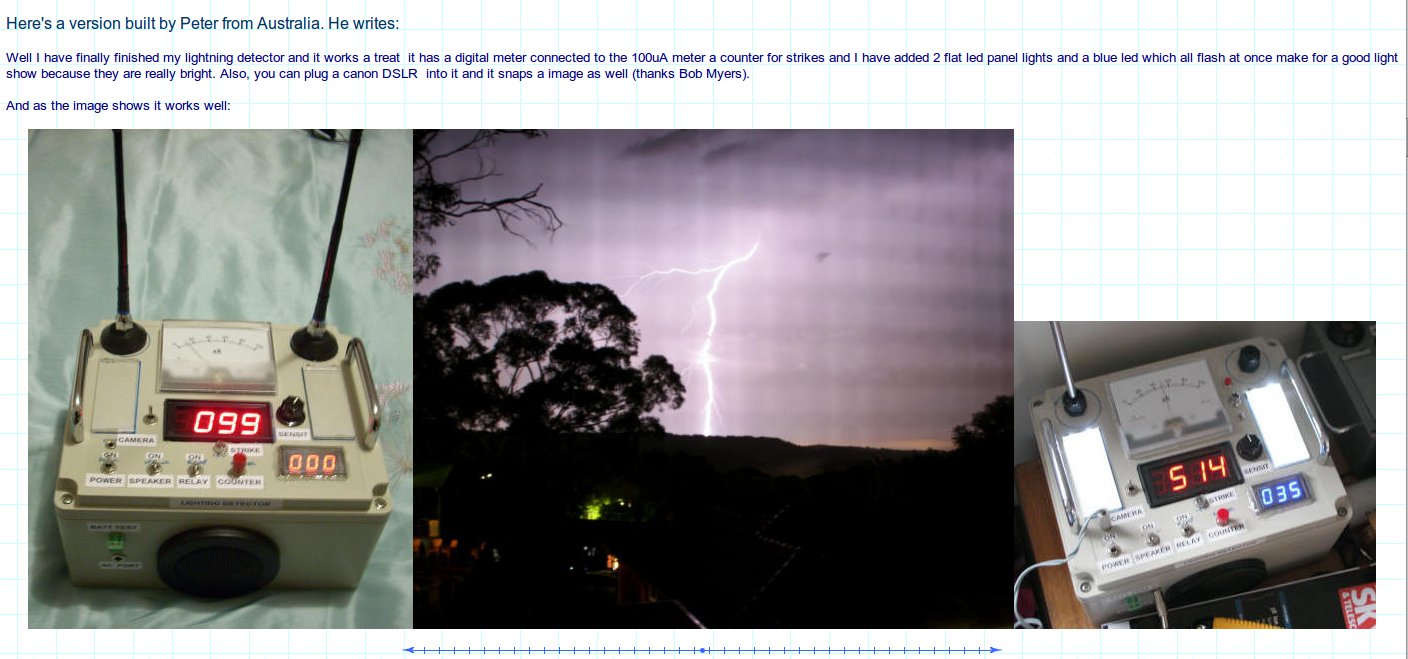 Here's a version built by Peter from Australia. He writes:
Well I have finally finished my lightning detector and it works a treat  it has a digital meter connected to the 100uA meter a counter for strikes and I have added 2 flat led panel lights and a blue led which all flash at once make for a good light
show because they are really bright. Also, you can plug a canon DSLR  into it and it snaps a image as well (thanks Bob Myers).
And as the image shows it works well:
099
SENSIT
CAMERA
STRIKE
000
ON ON ON
POWER SPEAKER RELAY COUNTER
LIGHTING DETECTOR
BATT TEST
AC PORT
514
SENSIT
035
CAMERA
STRIKE
ON ON ON
POWER SPEAKER RELAY COUNTER
SK
& TELESC